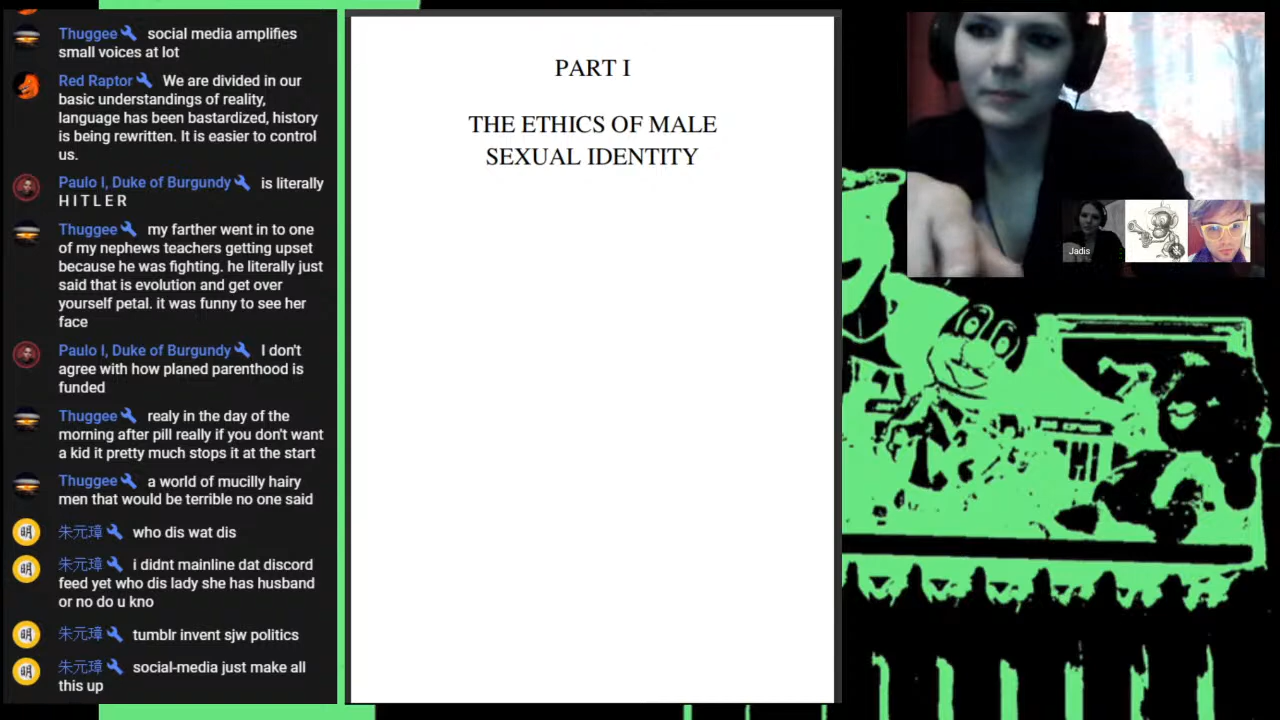 Thuggee social media amplifies
small voices at lot
Red Raptor We are divided in our
basic understandings of reality,
language has been bastardized, history
is being rewritten. It is easier to control
us.
Paulo I, Duke of Burgundy is literally
H I T L E R
Thuggee my farther went in to one
of my nephews teachers getting upset
because he was fighting. he literally just
said that is evolution and get over
yourself petal. it was funny to see her
face
Paulo I, Duke of Burgundy I don't
agree with how planed parenthood is
funded
Thuggee realy in the day of the
morning after pill really if you don't want
a kid it pretty much stops it at the start
Thuggee a world of mucilly hairy
men that would be terrible no one said
朱元璋 who dis wat dis
朱元璋 i didnt mainline dat discord
feed yet who dis lady she has husband
or no do u kno
朱元璋 tumblr invent sjw politics
朱元璋 social-media just make all
this up
PART I
THE ETHICS OF MALE
SEXUAL IDENTITY
Jadis